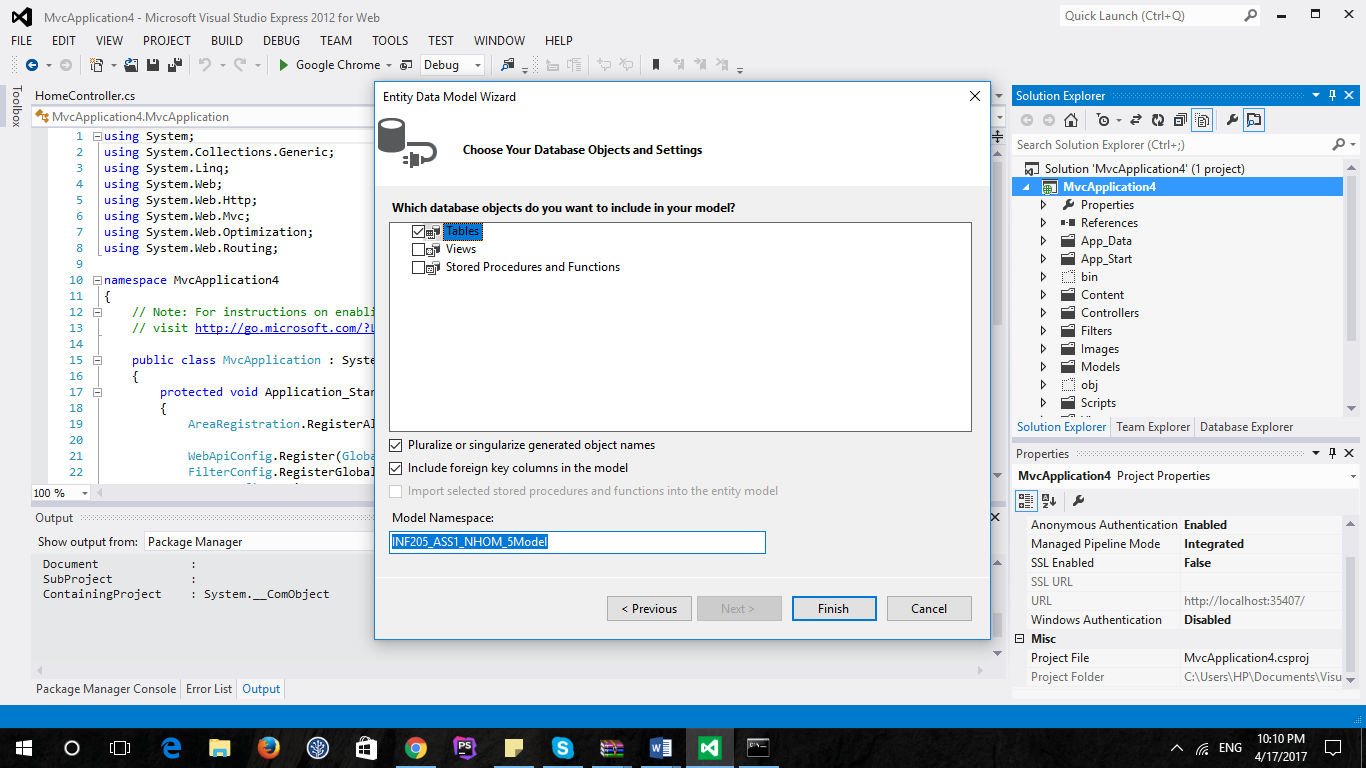 MvcApplication4 - Microsoft Visual Studio Express 2012 for Web
Quick Launch (Ctrl+Q)
FILE EDIT VIEW PROJECT BUILD DEBUG TEAM TOOLS TEST WINDOW HELP
Google Chrome Debug
Toolbox
HomeController.cs
MvcApplication4.MvcApplication
1 using System;
2 using System.Collections.Generic;
3 using System.Linq;
4 using System.Web;
5 using System.Web.Http;
6 using System.Web.Mvc;
7 using System.Web.Optimization;
8 using System.Web.Routing;
9
10 namespace MvcApplication4
11 {
12 // Note: For instructions on enabli
13 // visit http://go.microsoft.com/?L
14
15 public class MvcApplication : Syste
16 {
17 protected void Application_Star
18 {
19 AreaRegistration.RegisterAl
20
21 WebApiConfig.Register(Globa
22 FilterConfig.RegisterGlobal
100 %
Output
Show output from: Package Manager
Document :
SubProject :
ContainingProject : System.__ComObject
Package Manager Console Error List Output
Entity Data Model Wizard
Choose Your Database Objects and Settings
Which database objects do you want to include in your model?
Tables
Views
Stored Procedures and Functions
Pluralize or singularize generated object names
Include foreign key columns in the model
Import selected stored procedures and functions into the entity model
Model Namespace:
INF205_ASS1_NHOM_5Model
< Previous Next > Finish Cancel
Solution Explorer
Search Solution Explorer (Ctrl+;)
Solution 'MvcApplication4' (1 project)
MvcApplication4
Properties
References
App_Data
App_Start
bin
Content
Controllers
Filters
Images
Models
obj
Scripts
Solution Explorer Team Explorer Database Explorer
Properties
MvcApplication4 Project Properties
Anonymous Authentication Enabled
Managed Pipeline Mode Integrated
SSL Enabled False
SSL URL
URL http://localhost:35407/
Windows Authentication Disabled
Misc
Project File MvcApplication4.csproj
Project Folder C:\Users\HP\Documents\Visu
PS
ENG
10:10 PM
4/17/2017